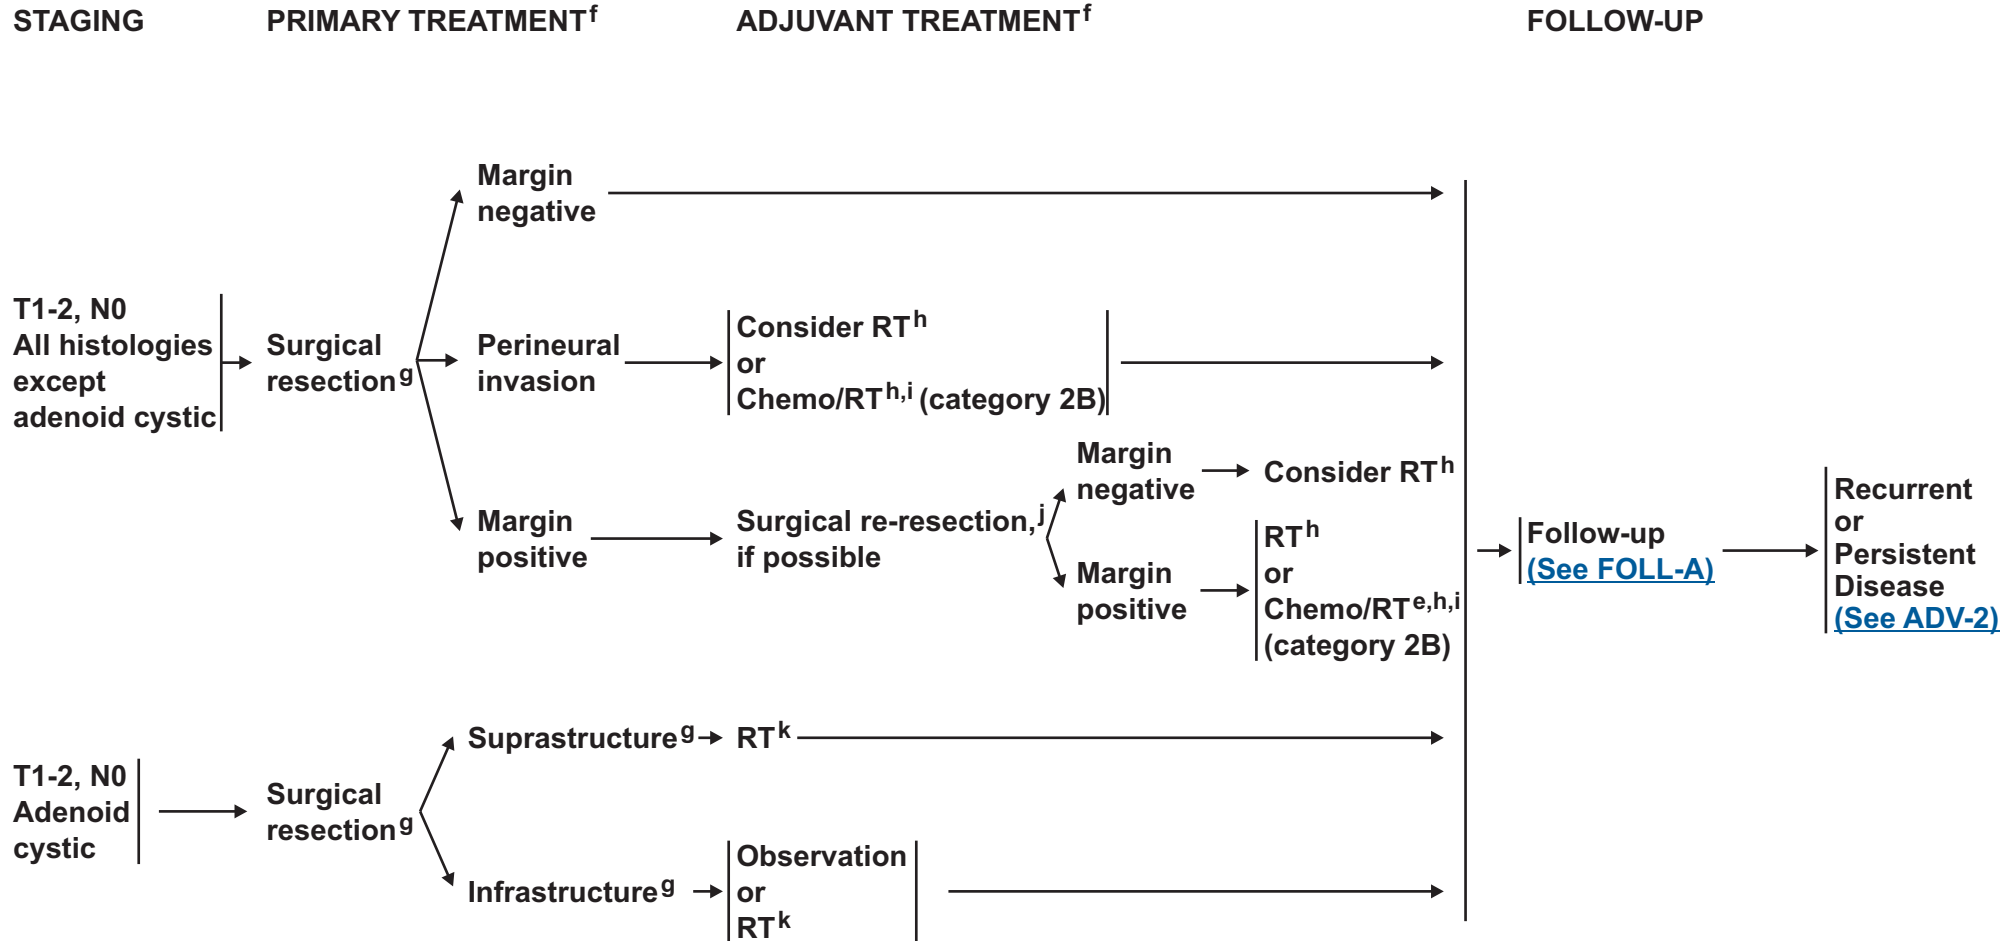 STAGING
PRIMARY TREATMENTf
ADJUVANT TREATMENTf
FOLLOW-UP
Margin
negative
T1-2, N0
All histologies
except
adenoid cystic
Surgical
resectiong
Perineural
invasion
Consider RTh
or
Chemo/RTh,i (category 2B)
Margin
positive
Surgical re-resection,j
if possible
Margin
negative
Consider RTh
Margin
positive
RTh
or
Chemo/RTe,h,i
(category 2B)
Follow-up
(See FOLL-A)
Recurrent
or
Persistent
Disease
(See ADV-2)
T1-2, N0
Adenoid
cystic
Surgical
resectiong
Suprastructureg
RTk
Infrastructureg
Observation
or
RTk